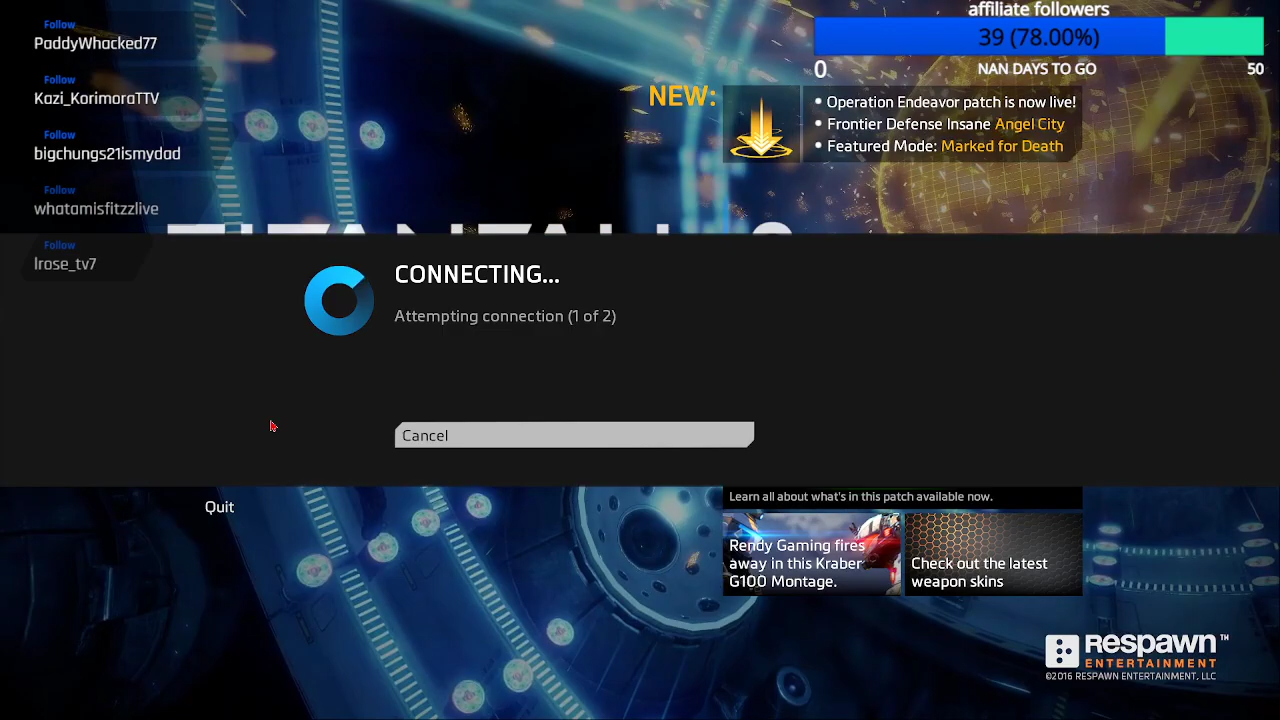 Follow
PaddyWhacked77
Follow
Kazi_KorimoraTTV
Follow
bigchungs21ismydad
Follow
whatamisfitzzlive
Follow
lrose_tv7
affiliate followers
39 (78.00%)
0 NAN DAYS TO GO 50
NEW:
• Operation Endeavor patch is now live!
• Frontier Defense Insane Angel City
• Featured Mode: Marked for Death
CONNECTING...
Attempting connection (1 of 2)
Cancel
Quit
Learn all about what's in this patch available now.
Rendy Gaming fires
away in this Kraber
G100 Montage.
Check out the latest
weapon skins
Respawn™
ENTERTAINMENT
©2016 RESPAWN ENTERTAINMENT, LLC